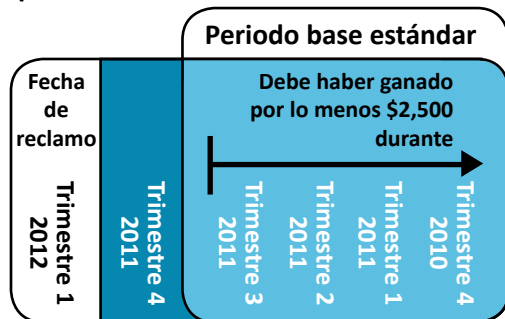 Periodo base estándar
Fecha
de
reclamo
Debe haber ganado
por lo menos $2,500
durante
Trimestre 1
2012
Trimestre 4
2011
Trimestre 3
2011
Trimestre 2
2011
Trimestre 1
2011
Trimestre 4
2010